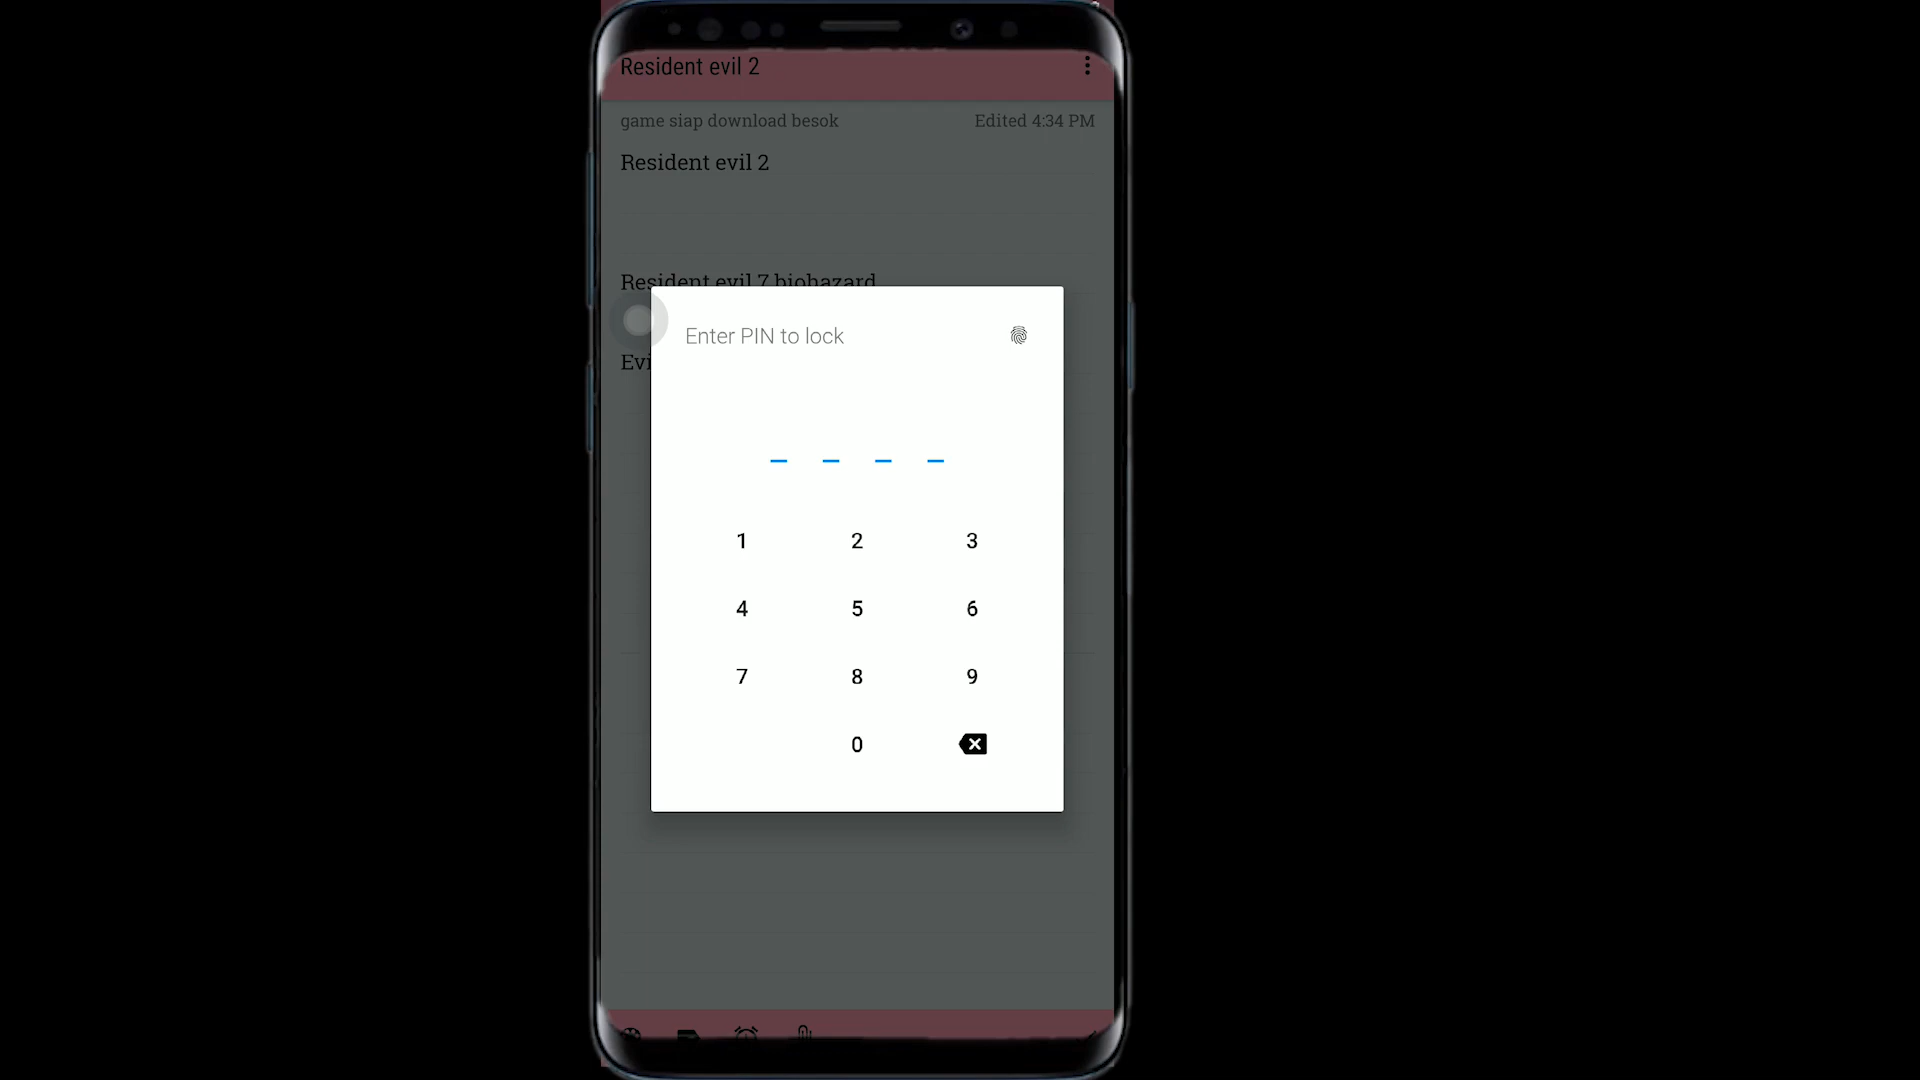 Resident evil 2
game siap download besok
Edited 4:34 PM
Resident evil 2
Resident evil 7 biohazard
Evi
Enter PIN to lock
1 2 3
4 5 6
7 8 9
0